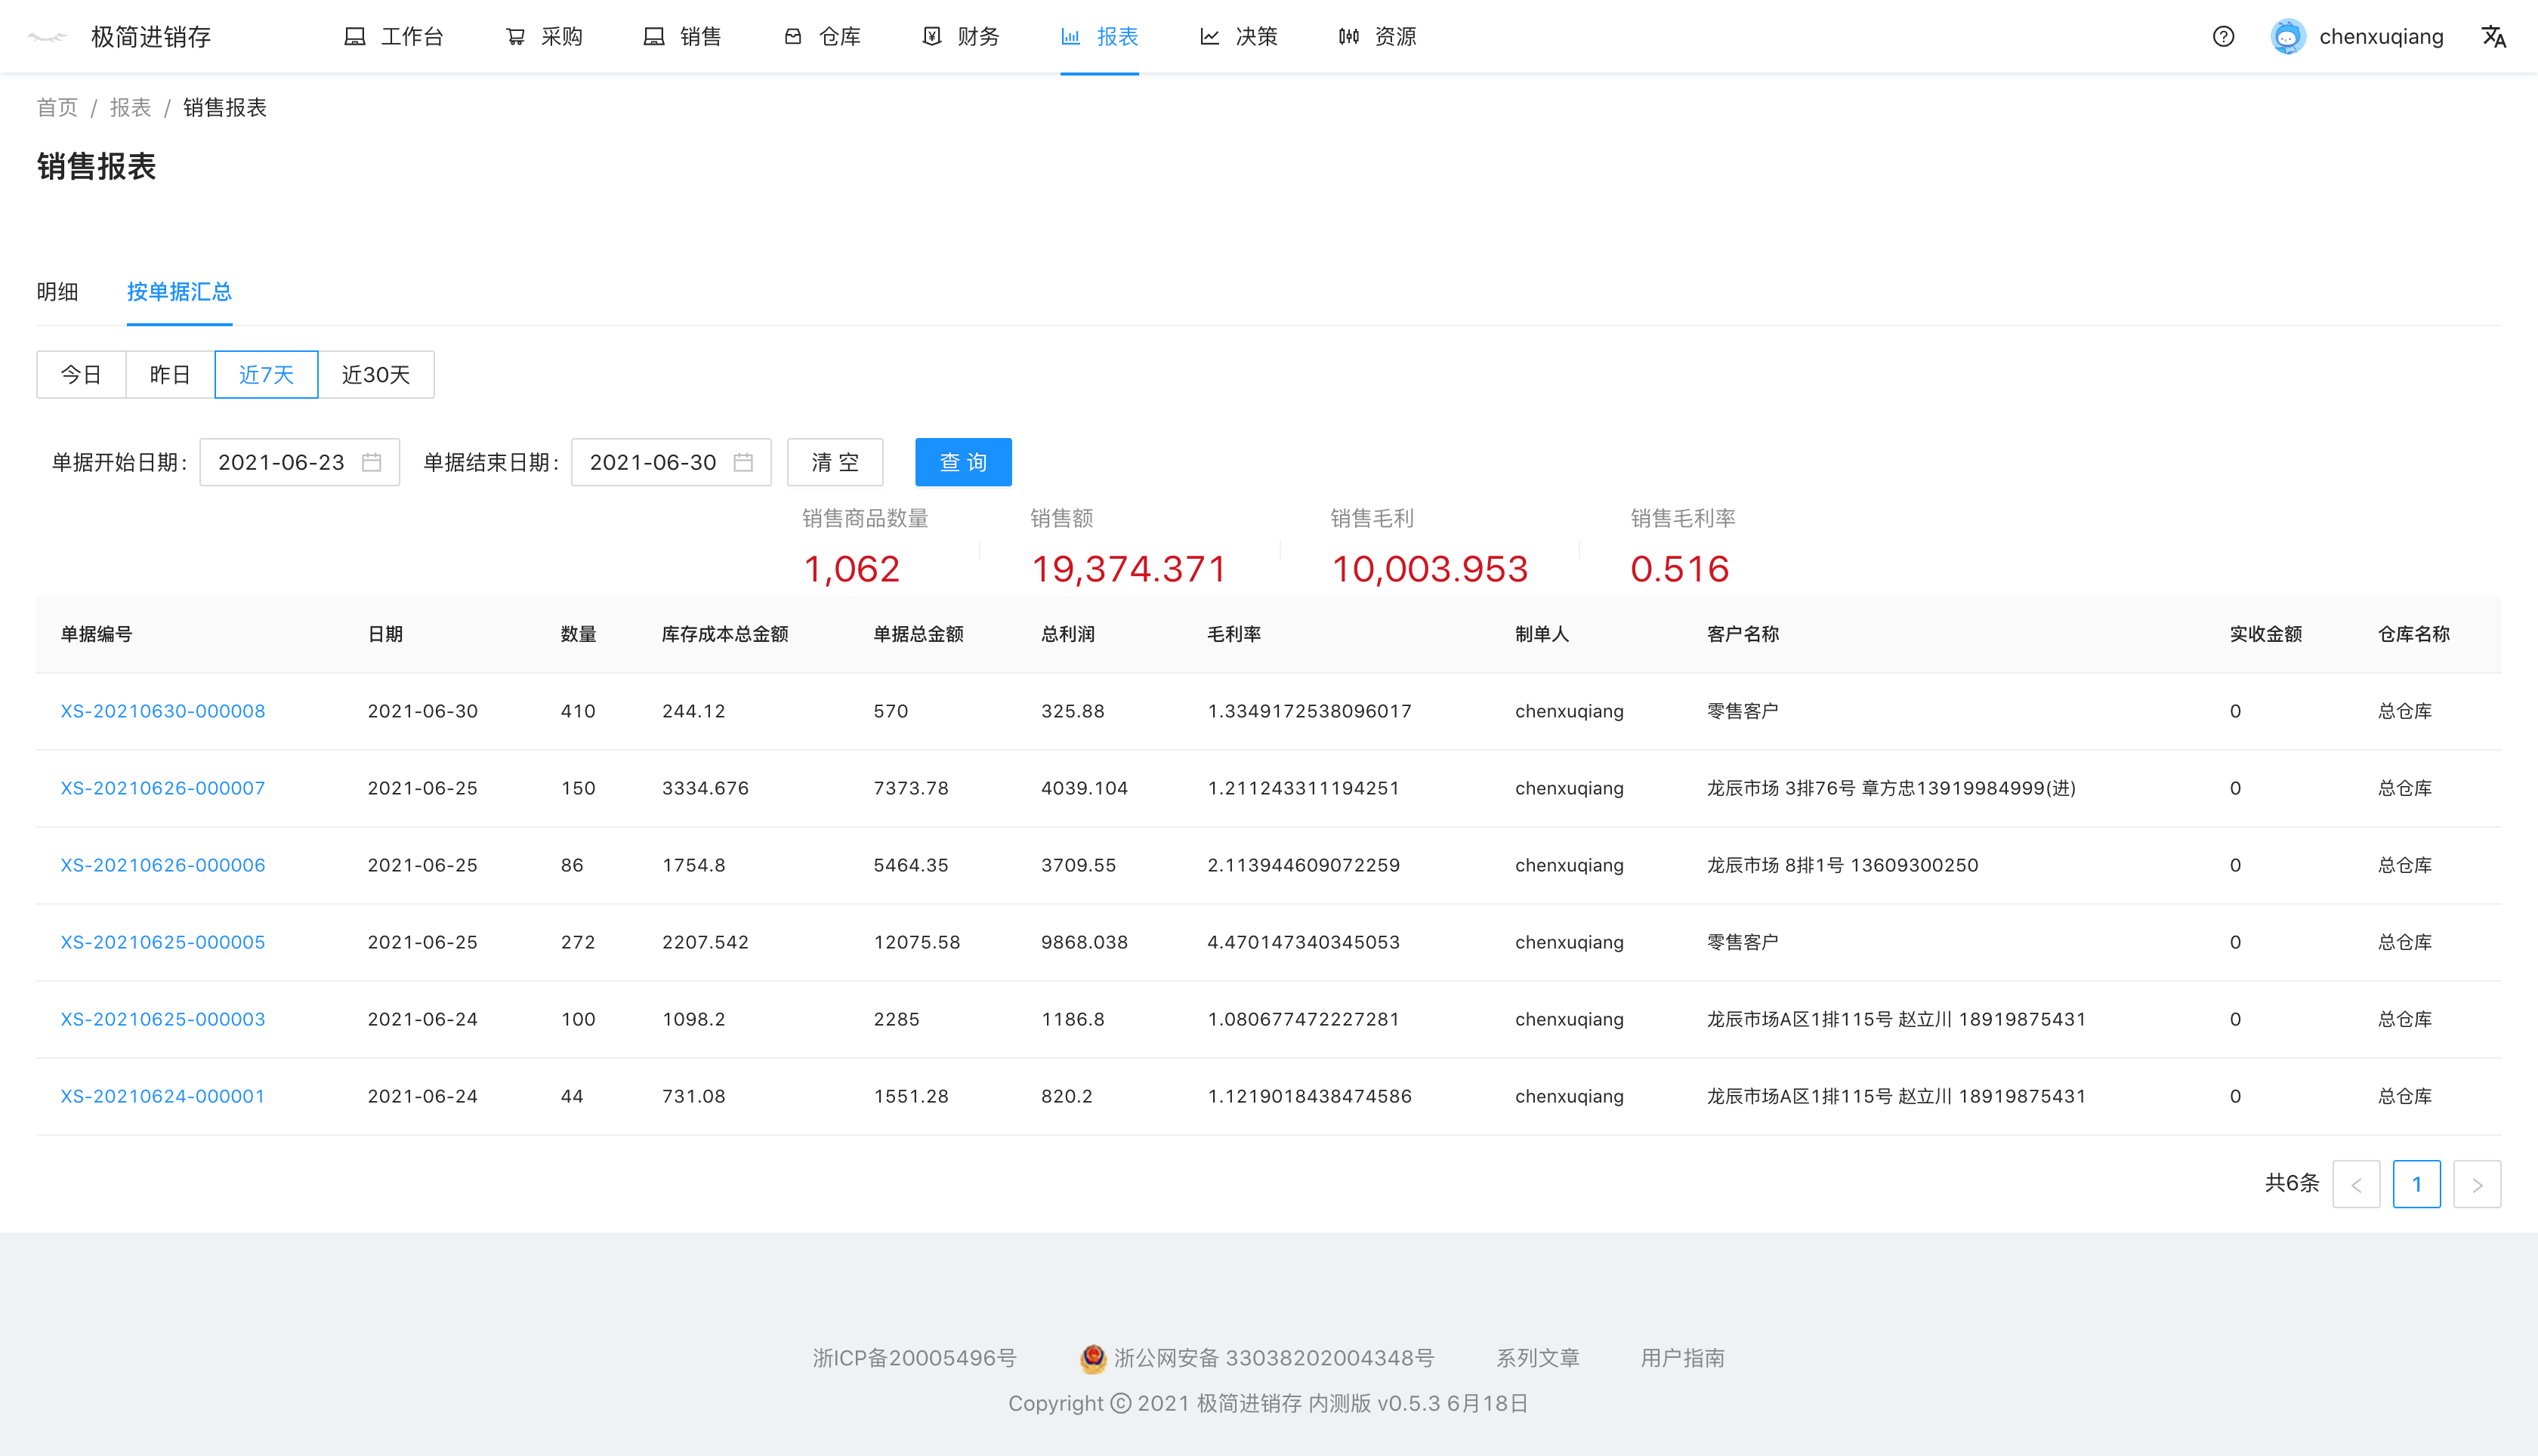 极简进销存 工作台 采购 销售 仓库 财务 报表 决策 资源 chenxuqiang
首页 / 报表 / 销售报表
销售报表
明细 按单据汇总
今日 昨日 近7天 近30天
单据开始日期: 2021-06-23 单据结束日期: 2021-06-30 清 空 查 询
销售商品数量 销售额 销售毛利 销售毛利率
1,062 19,374.371 10,003.953 0.516
单据编号 日期 数量 库存成本总金额 单据总金额 总利润 毛利率 制单人 客户名称 实收金额 仓库名称
XS-20210630-000008 2021-06-30 410 244.12 570 325.88 1.3349172538096017 chenxuqiang 零售客户 0 总仓库
XS-20210626-000007 2021-06-25 150 3334.676 7373.78 4039.104 1.211243311194251 chenxuqiang 龙辰市场 3排76号 章方忠13919984999(进) 0 总仓库
XS-20210626-000006 2021-06-25 86 1754.8 5464.35 3709.55 2.113944609072259 chenxuqiang 龙辰市场 8排1号 13609300250 0 总仓库
XS-20210625-000005 2021-06-25 272 2207.542 12075.58 9868.038 4.470147340345053 chenxuqiang 零售客户 0 总仓库
XS-20210625-000003 2021-06-24 100 1098.2 2285 1186.8 1.080677472227281 chenxuqiang 龙辰市场A区1排115号 赵立川 18919875431 0 总仓库
XS-20210624-000001 2021-06-24 44 731.08 1551.28 820.2 1.1219018438474586 chenxuqiang 龙辰市场A区1排115号 赵立川 18919875431 0 总仓库
共6条 < 1 >
浙ICP备20005496号 浙公网安备 33038202004348号 系列文章 用户指南
Copyright © 2021 极简进销存 内测版 v0.5.3 6月18日